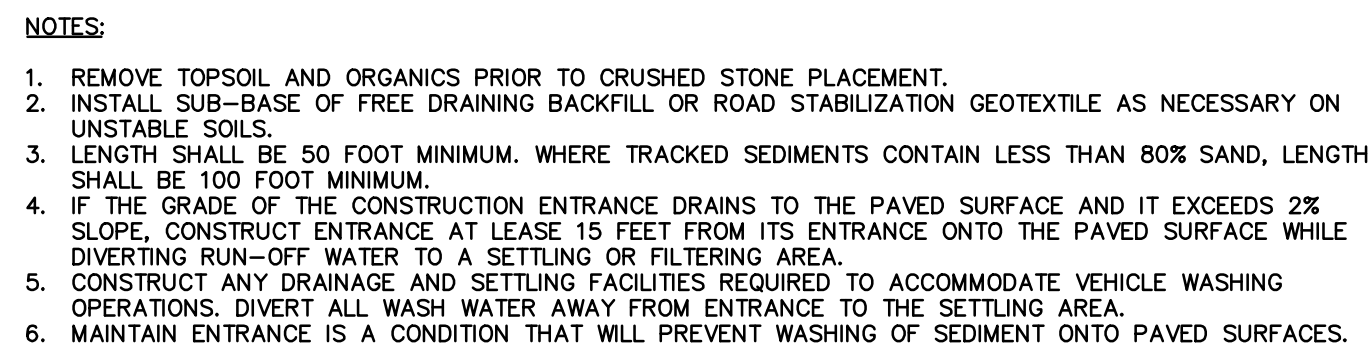 NOTES:
1. REMOVE TOPSOIL AND ORGANICS PRIOR TO CRUSHED STONE PLACEMENT.
2. INSTALL SUB-BASE OF FREE DRAINING BACKFILL OR ROAD STABILIZATION GEOTEXTILE AS NECESSARY ON
UNSTABLE SOILS.
3. LENGTH SHALL BE 50 FOOT MINIMUM. WHERE TRACKED SEDIMENTS CONTAIN LESS THAN 80% SAND, LENGTH
SHALL BE 100 FOOT MINIMUM.
4. IF THE GRADE OF THE CONSTRUCTION ENTRANCE DRAINS TO THE PAVED SURFACE AND IT EXCEEDS 2%
SLOPE, CONSTRUCT ENTRANCE AT LEASE 15 FEET FROM ITS ENTRANCE ONTO THE PAVED SURFACE WHILE
DIVERTING RUN-OFF WATER TO A SETTLING OR FILTERING AREA.
5. CONSTRUCT ANY DRAINAGE AND SETTLING FACILITIES REQUIRED TO ACCOMMODATE VEHICLE WASHING
OPERATIONS. DIVERT ALL WASH WATER AWAY FROM ENTRANCE TO THE SETTLING AREA.
6. MAINTAIN ENTRANCE IS A CONDITION THAT WILL PREVENT WASHING OF SEDIMENT ONTO PAVED SURFACES.